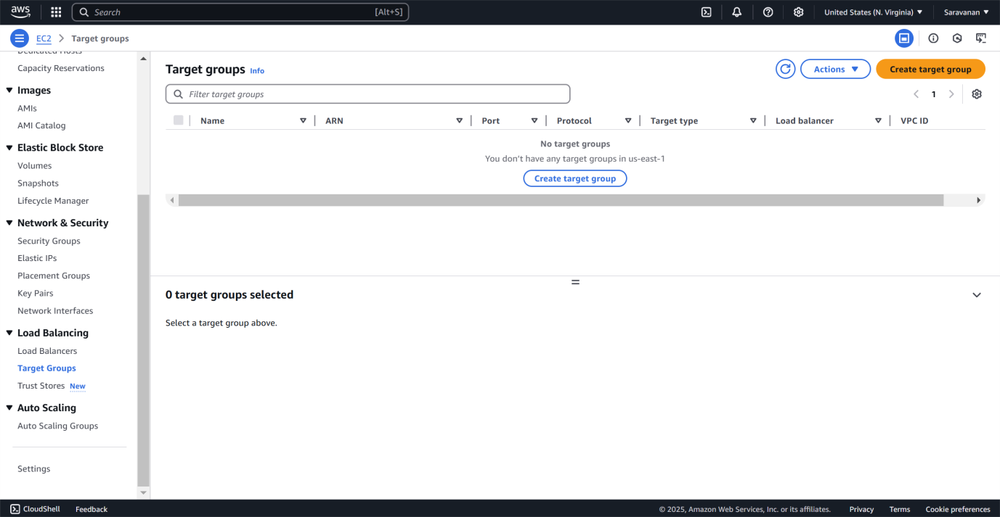 aws
Search [Alt+S]
United States (N. Virginia)
Saravanan
EC2 Target groups
Dedicated Hosts
Capacity Reservations
Images
AMIs
AMI Catalog
Elastic Block Store
Volumes
Snapshots
Lifecycle Manager
Network & Security
Security Groups
Elastic IPs
Placement Groups
Key Pairs
Network Interfaces
Load Balancing
Load Balancers
Target Groups
Trust Stores New
Auto Scaling
Auto Scaling Groups
Settings
Target groups Info
Actions
Create target group
Filter target groups
1
Name ARN Port Protocol Target type Load balancer VPC ID
No target groups
You don't have any target groups in us-east-1
Create target group
0 target groups selected
Select a target group above.
CloudShell Feedback
© 2025, Amazon Web Services, Inc. or its affiliates. Privacy Terms Cookie preferences